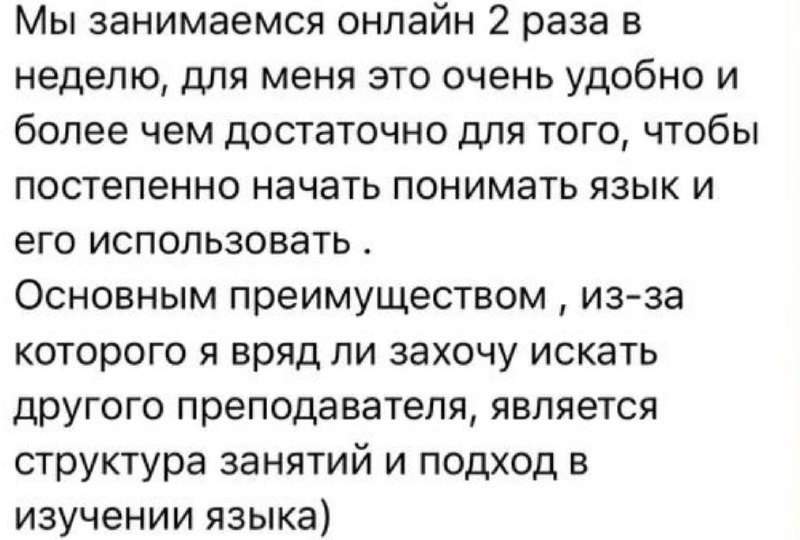 Мы занимаемся онлайн 2 раза в
неделю, для меня это очень удобно и
более чем достаточно для того, чтобы
постепенно начать понимать язык и
его использовать .
Основным преимуществом , из-за
которого я вряд ли захочу искать
другого преподавателя, является
структура занятий и подход в
изучении языка)